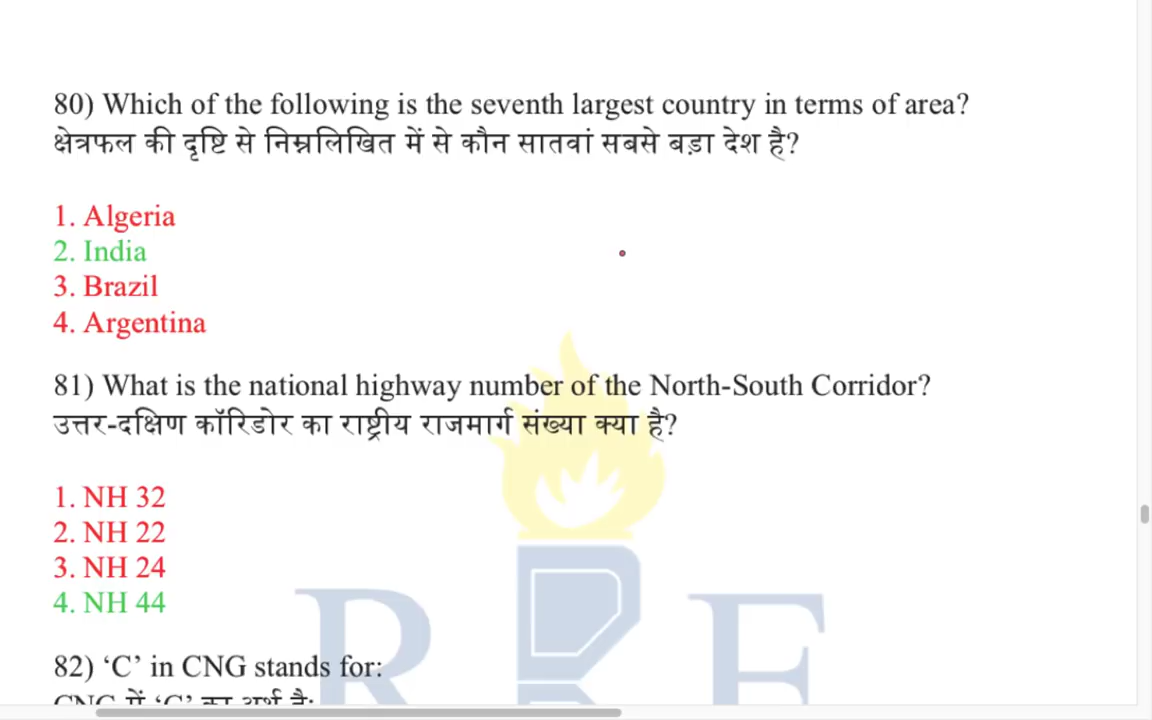 80) Which of the following is the seventh largest country in terms of area?
क्षेत्रफल की दृष्टि से निम्नलिखित में से कौन सातवां सबसे बड़ा देश है?
1. Algeria
2. India
3. Brazil
4. Argentina
81) What is the national highway number of the North-South Corridor?
उत्तर-दक्षिण कॉरिडोर का राष्ट्रीय राजमार्ग संख्या क्या है?
1. NH 32
2. NH 22
3. NH 24
4. NH 44
82) ‘C’ in CNG stands for:
CNG में ‘C’ का अर्थ है:
R E